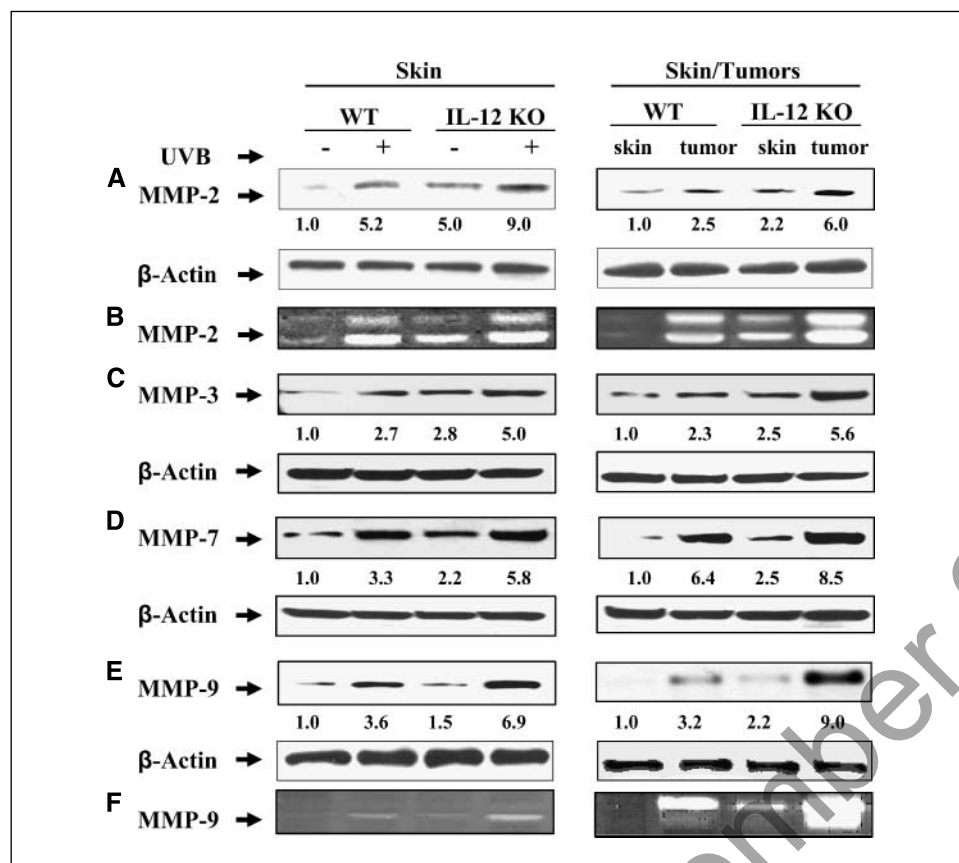 Skin Skin/Tumors
WT IL-12 KO WT IL-12 KO
UVB - + - + skin tumor skin tumor
A
MMP-2
1.0 5.2 5.0 9.0 1.0 2.5 2.2 6.0
β-Actin
B
MMP-2
C
MMP-3
1.0 2.7 2.8 5.0 1.0 2.3 2.5 5.6
β-Actin
D
MMP-7
1.0 3.3 2.2 5.8 1.0 6.4 2.5 8.5
β-Actin
E
MMP-9
1.0 3.6 1.5 6.9 1.0 3.2 2.2 9.0
β-Actin
F
MMP-9